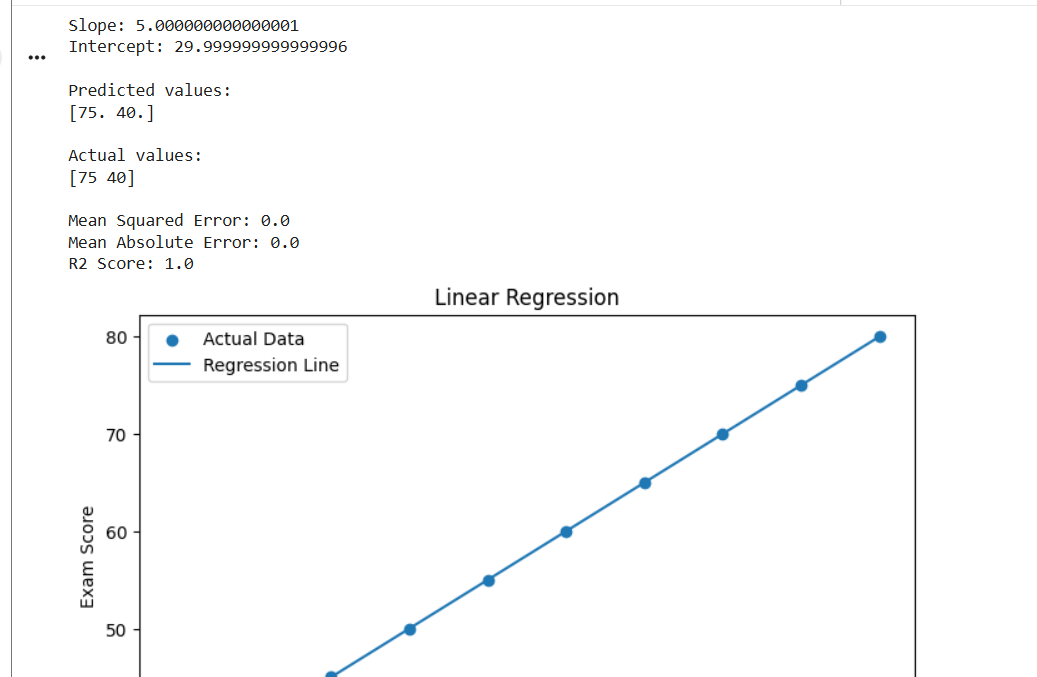 Slope: 5.000000000000001
Intercept: 29.999999999999996
Predicted values:
[75. 40.]
Actual values:
[75 40]
Mean Squared Error: 0.0
Mean Absolute Error: 0.0
R2 Score: 1.0
Linear Regression
Actual Data
Regression Line
80
70
60
50
Exam Score